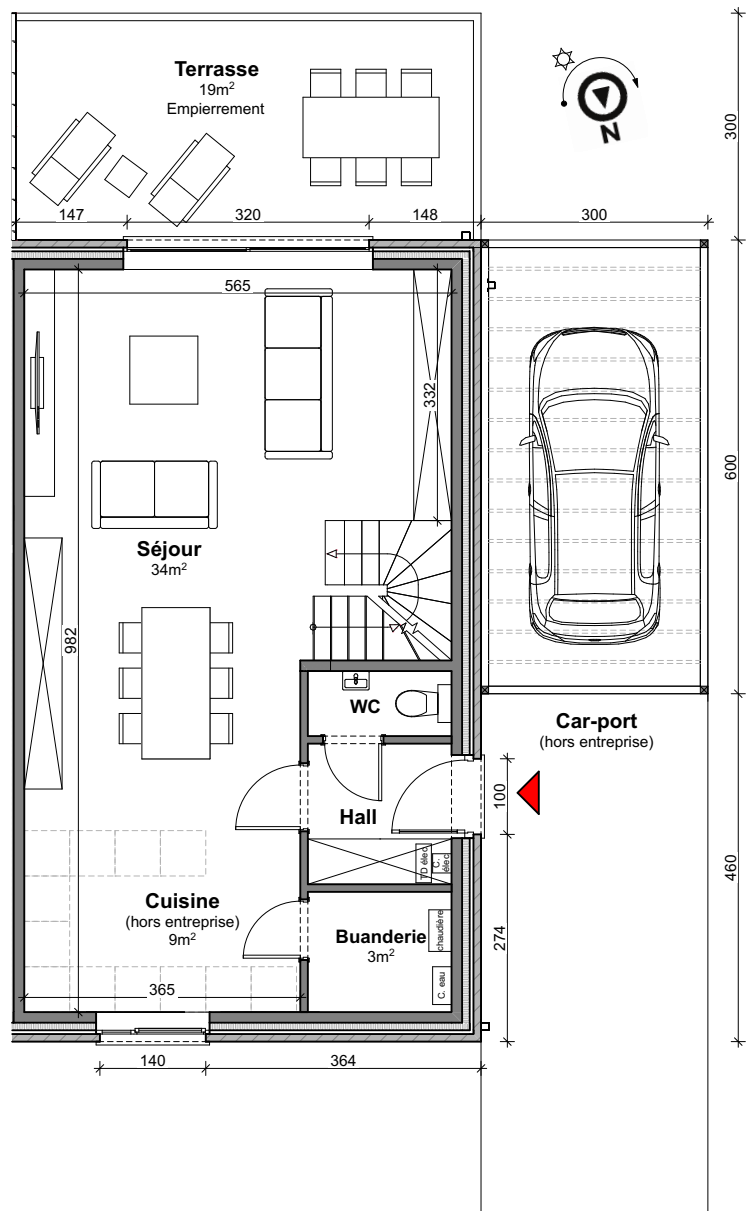 Terrasse
19m²
Empierrement
N
300
147
320
148
300
565
332
600
Séjour
34m²
982
WC
Car-port
(hors entreprise)
100
Hall
TD élec
C. élec
460
Cuisine
(hors entreprise)
9m²
Buanderie
3m²
chaudière
274
C. eau
365
140
364